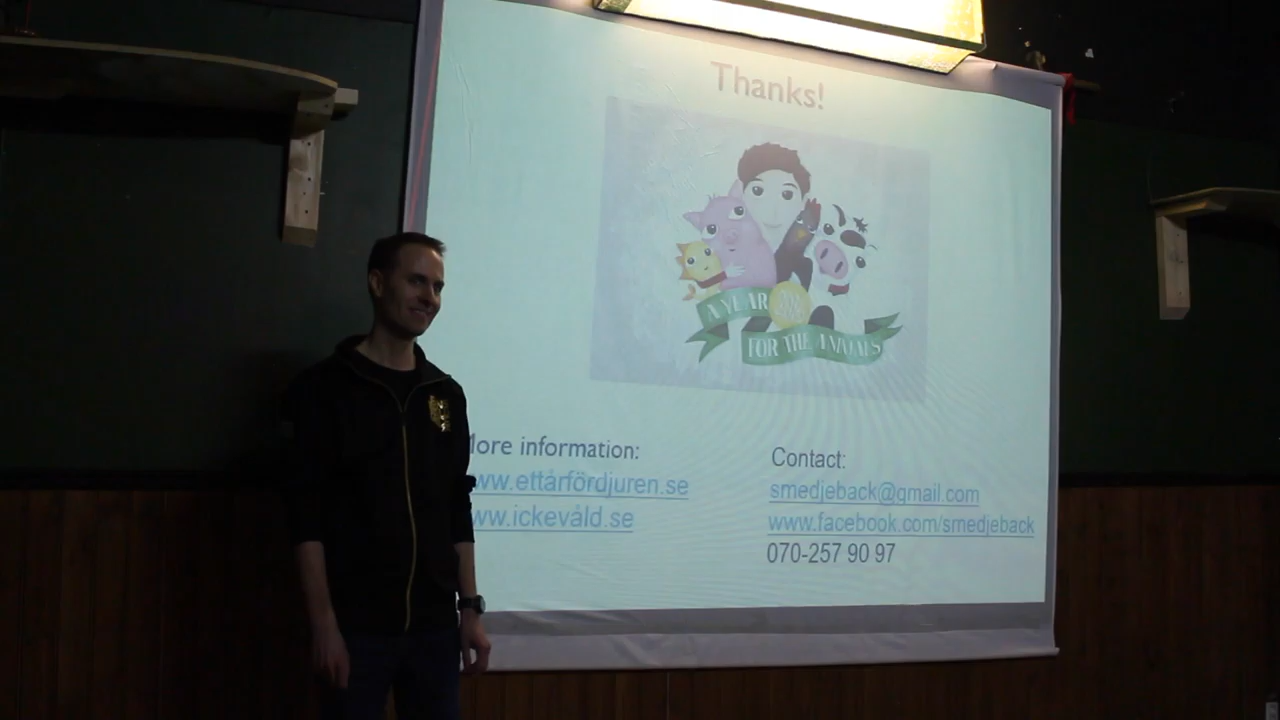 Thanks!
A YEAR
FOR THE ANIMALS
More information:
www.ettårfördjuren.se
www.ickevåld.se
Contact:
smedjeback@gmail.com
www.facebook.com/smedjeback
070-257 90 97